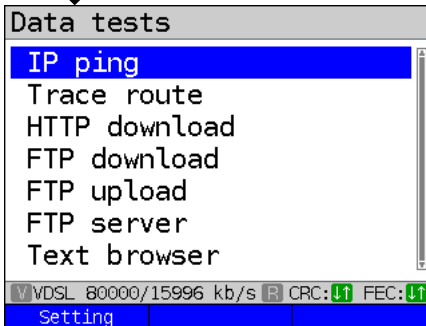 Data tests
IP ping
Trace route
HTTP download
FTP download
FTP upload
FTP server
Text browser
V VDSL 80000/15996 kb/s R CRC:↓↑ FEC:↓↑
Setting